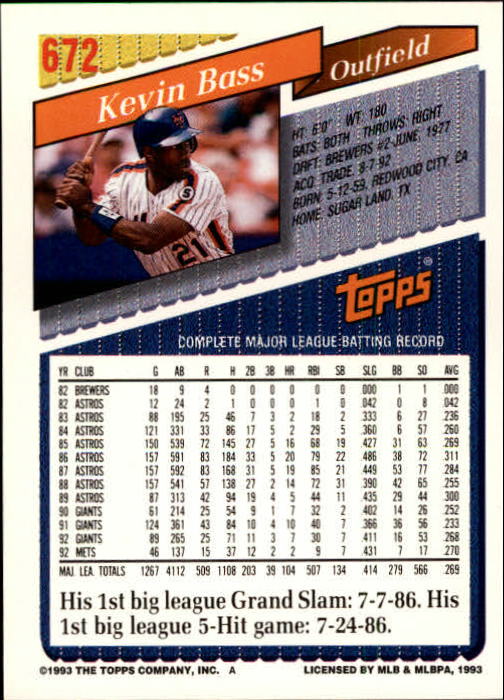 672
Kevin Bass
Outfield
HT: 6'0" WT: 180
BATS: BOTH THROWS: RIGHT
DRFT: BREWERS #2-JUNE, 1977
ACQ: TRADE, 8-7-92
BORN: 5-12-59, REDWOOD CITY, CA
HOME: SUGAR LAND, TX
S
21
TOPPS®
COMPLETE MAJOR LEAGUE BATTING RECORD
YR CLUB G AB R H 2B 3B HR RBI SB SLG BB SO AVG
82 BREWERS 18 9 4 0 0 0 0 0 0 .000 1 1 .000
82 ASTROS 12 24 2 1 0 0 0 1 0 .042 0 8 .042
83 ASTROS 88 195 25 46 7 3 2 18 2 .333 6 27 .236
84 ASTROS 121 331 33 86 17 5 2 29 5 .360 6 57 .260
85 ASTROS 150 539 72 145 27 5 16 68 19 .427 31 63 .269
86 ASTROS 157 591 83 184 33 5 20 79 22 .486 38 72 .311
87 ASTROS 157 592 83 168 31 5 19 85 21 .449 53 77 .284
88 ASTROS 157 541 57 138 27 2 14 72 31 .390 42 65 .255
89 ASTROS 87 313 42 94 19 4 5 44 11 .435 29 44 .300
90 GIANTS 61 214 25 54 9 1 7 32 2 .402 14 26 .252
91 GIANTS 124 361 43 84 10 4 10 40 7 .366 36 56 .233
92 GIANTS 89 265 25 71 11 3 7 30 7 .411 16 53 .268
92 METS 46 137 15 37 12 2 2 9 7 .431 7 17 .270
MAJ. LEA. TOTALS 1267 4112 509 1108 203 39 104 507 134 .414 279 566 .269
His 1st big league Grand Slam: 7-7-86. His
1st big league 5-Hit game: 7-24-86.
©1993 THE TOPPS COMPANY, INC. A LICENSED BY MLB & MLBPA, 1993